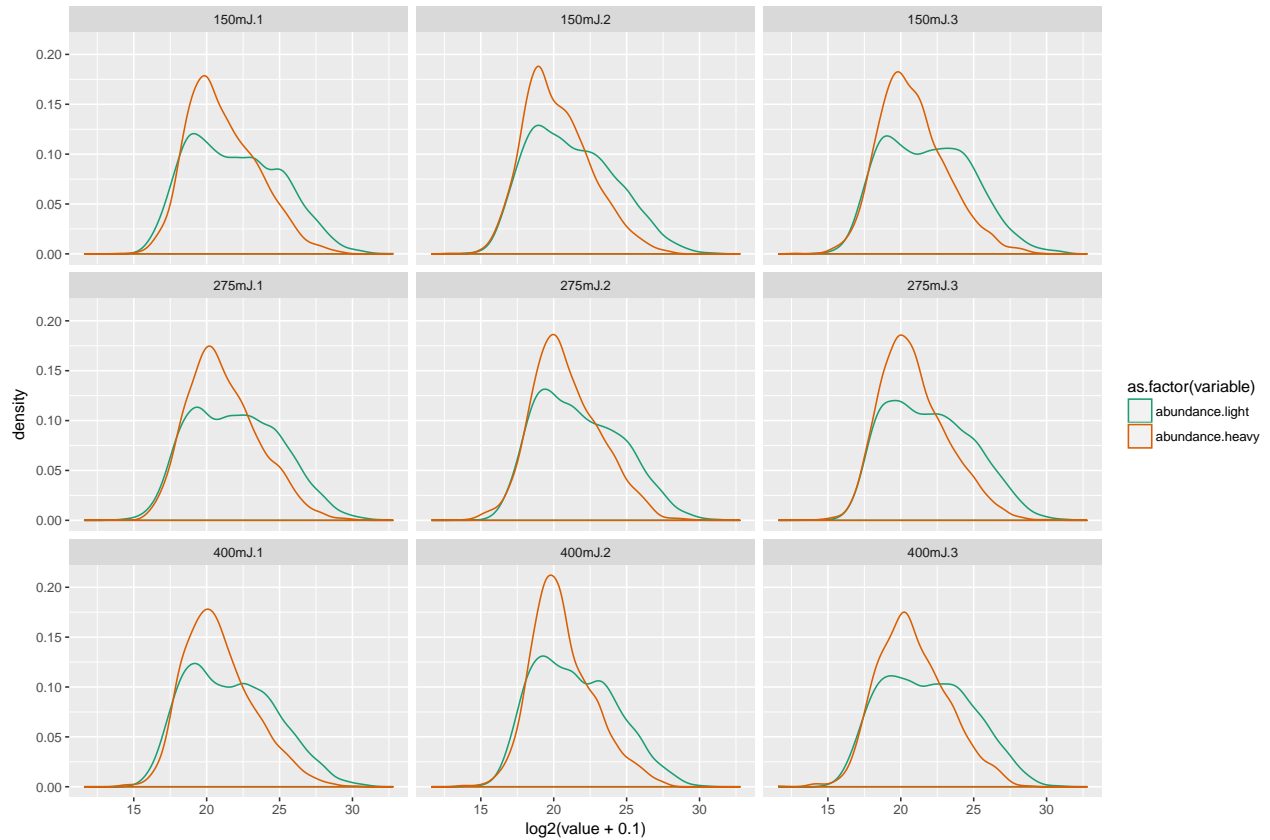 150mJ.1 150mJ.2 150mJ.3
0.20
0.15
0.10
0.05
0.00
275mJ.1 275mJ.2 275mJ.3
0.20
0.15
0.10
0.05
0.00
400mJ.1 400mJ.2 400mJ.3
0.20
0.15
0.10
0.05
0.00
15 20 25 30 15 20 25 30 15 20 25 30
log2(value + 0.1)
density
as.factor(variable)
abundance.light
abundance.heavy